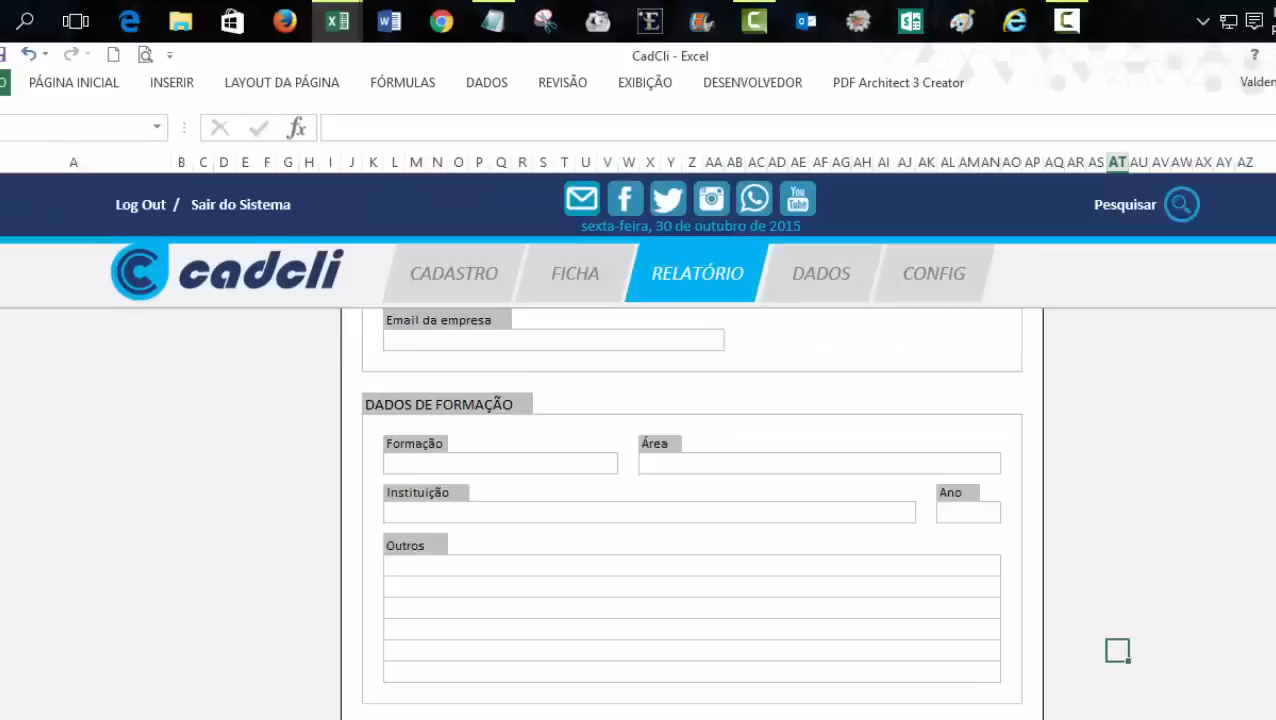 CadCli - Excel
?
PÁGINA INICIAL INSERIR LAYOUT DA PÁGINA FÓRMULAS DADOS REVISÃO EXIBIÇÃO DESENVOLVEDOR PDF Architect 3 Creator
fx
A B C D E F G H I J K L M N O P Q R S T U V W X Y Z AA AB AC AD AE AF AG AH AI AJ AK AL AM AN AO AP AQ AR AS AT AU AV AW AX AY AZ
Log Out / Sair do Sistema
You
Tube
Pesquisar
sexta-feira, 30 de outubro de 2015
cadcli
CADASTRO FICHA RELATÓRIO DADOS CONFIG
Email da empresa
DADOS DE FORMAÇÃO
Formação Área
Instituição Ano
Outros